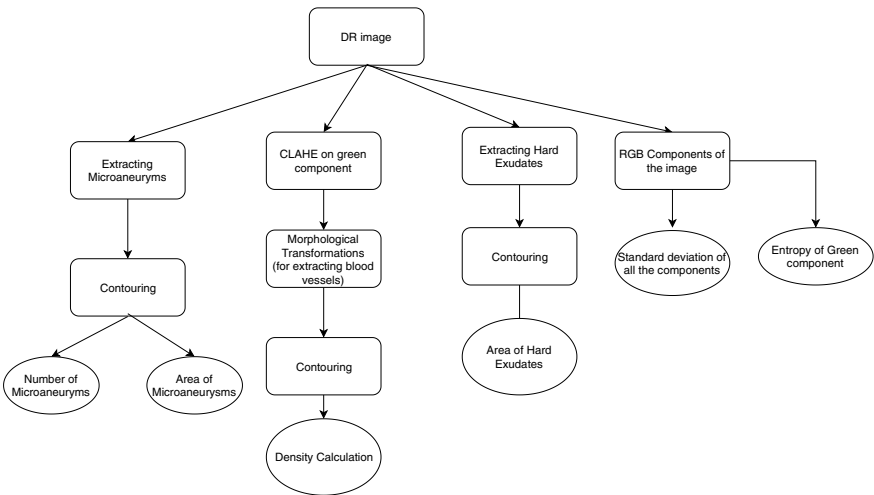 DR image
Extracting
Microaneuryms
CLAHE on green
component
Extracting Hard
Exudates
RGB Components of
the image
Morphological
Transformations
(for extracting blood
vessels)
Contouring
Standard deviation of
all the components
Entropy of Green
component
Contouring
Contouring
Area of Hard
Exudates
Number of
Microaneuryms
Area of
Microaneurysms
Density Calculation